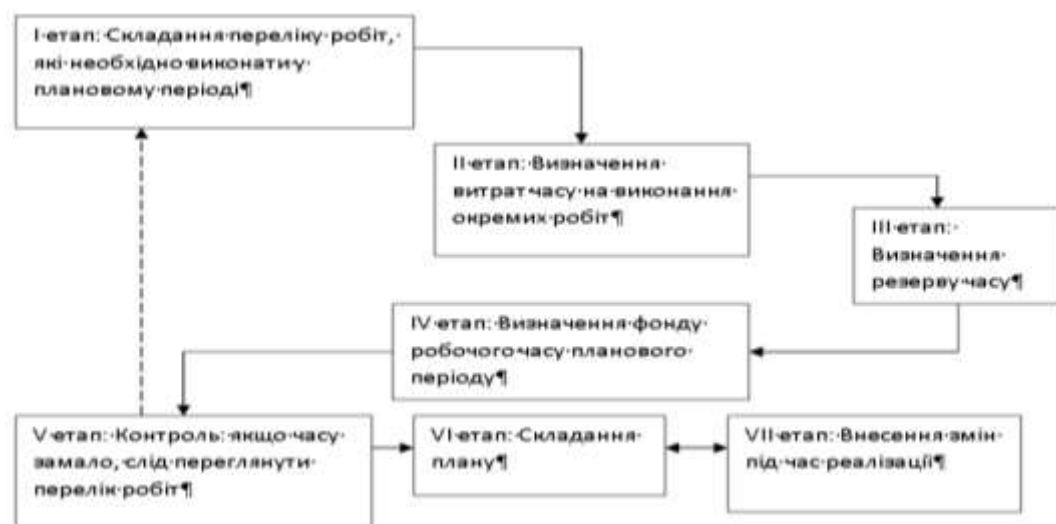 І·етап:·Складання·переліку·робіт,·
які·необхідно·виконати·у·
плановому·періоді¶
ІІ·етап:·Визначення·
витрат·часу·на·виконання·
окремих·робіт¶
ІІІ·етап:·
Визначення·
резерву·часу¶
IV·етап:·Визначення·фонду·
робочого·часу·планового·
періоду¶
V·етап:·Контроль:·якщо·часу·
замало,·слід·переглянути·
перелік·робіт¶
VI·етап:·Складання·
плану¶
VII·етап:·Внесення·змін·
під·час·реалізації¶